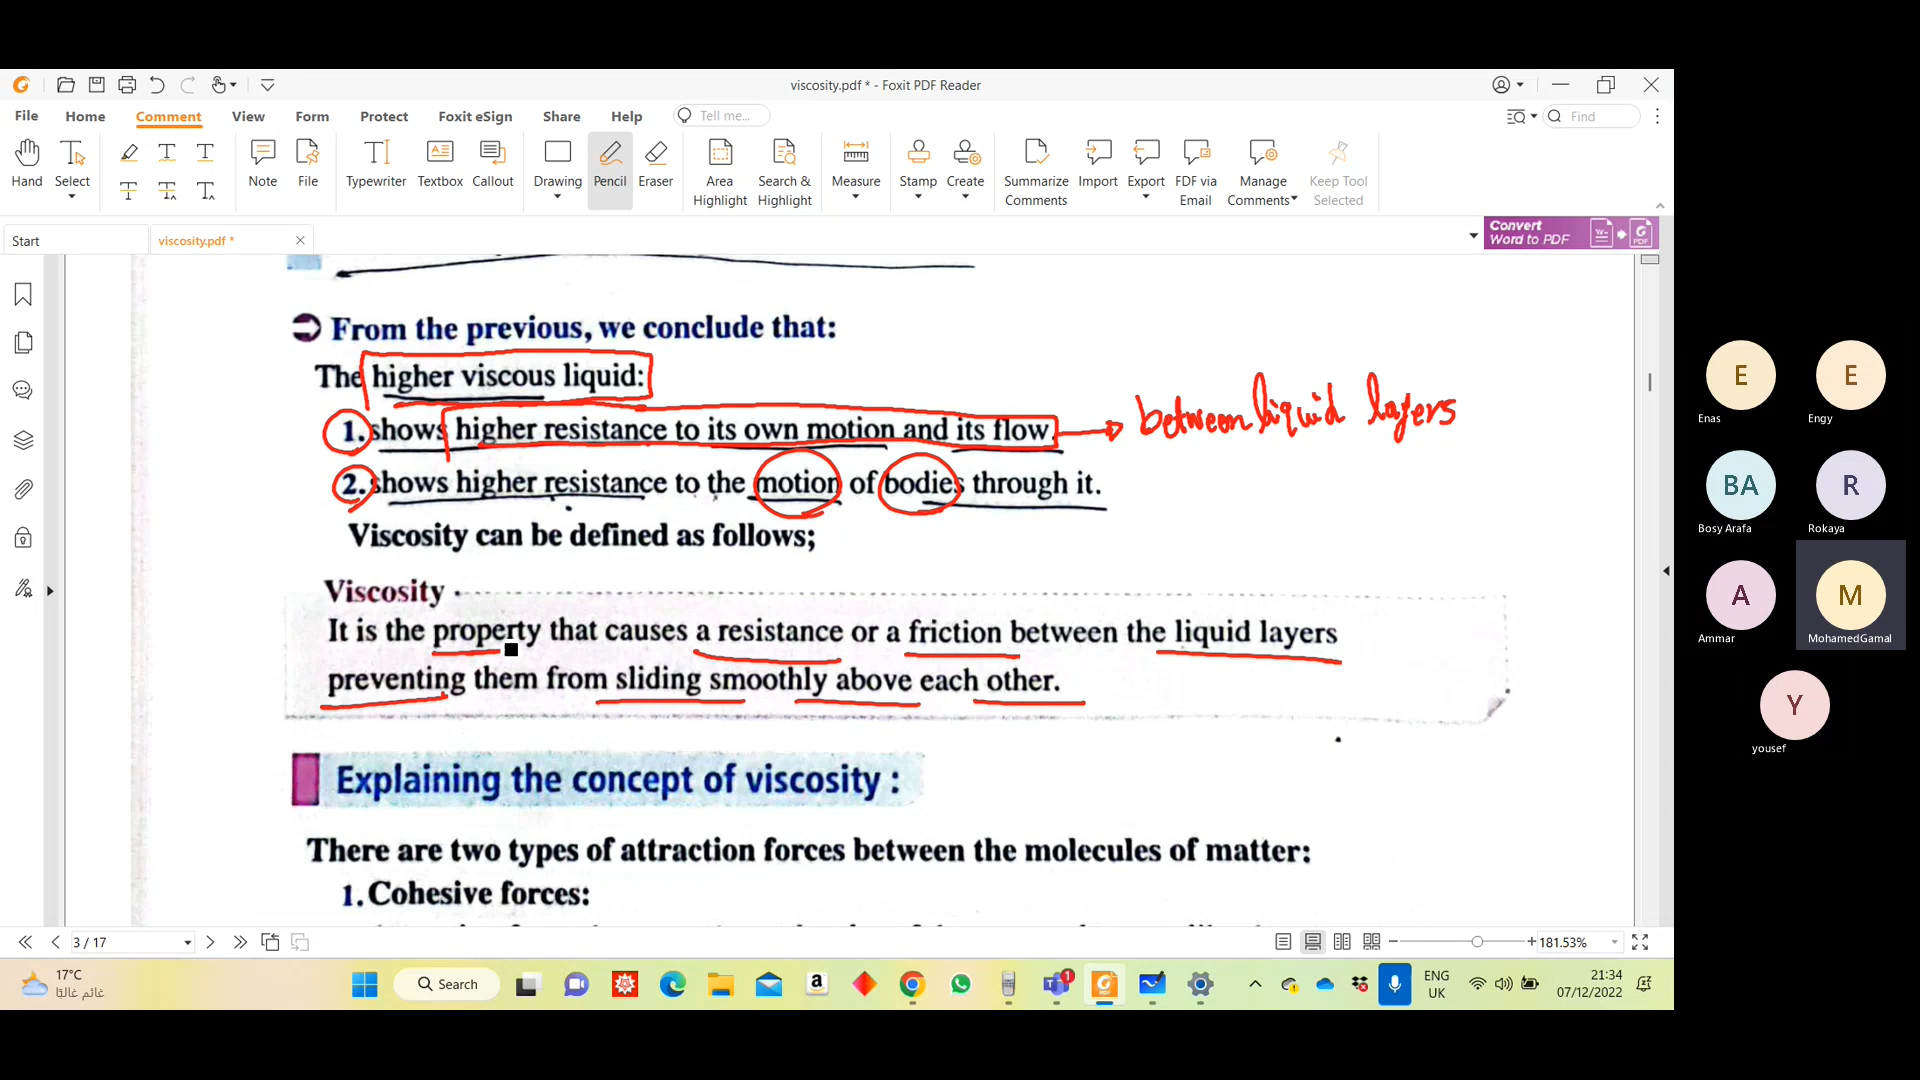 viscosity.pdf * - Foxit PDF Reader
File Home Comment View Form Protect Foxit eSign Share Help Tell me... Find
Hand Select Note File Typewriter Textbox Callout Drawing Pencil Eraser Area Highlight Search & Highlight Measure Stamp Create Summarize Comments Import Export FDF via Email Manage Comments Keep Tool Selected
Start viscosity.pdf *
Convert
Word to PDF
From the previous, we conclude that:
The higher viscous liquid:
1. shows higher resistance to its own motion and its flow.
between liquid layers
2. shows higher resistance to the motion of bodies through it.
Viscosity can be defined as follows;
Viscosity
It is the property that causes a resistance or a friction between the liquid layers
preventing them from sliding smoothly above each other.
Explaining the concept of viscosity :
There are two types of attraction forces between the molecules of matter:
1. Cohesive forces:
E
Enas
E
Engy
BA
Bosy Arafa
R
Rokaya
A
Ammar
M
MohamedGamal
Y
yousef
3 / 17
181.53%
17°C
غائم غالبًا
Search
1
ENG
UK
21:34
07/12/2022